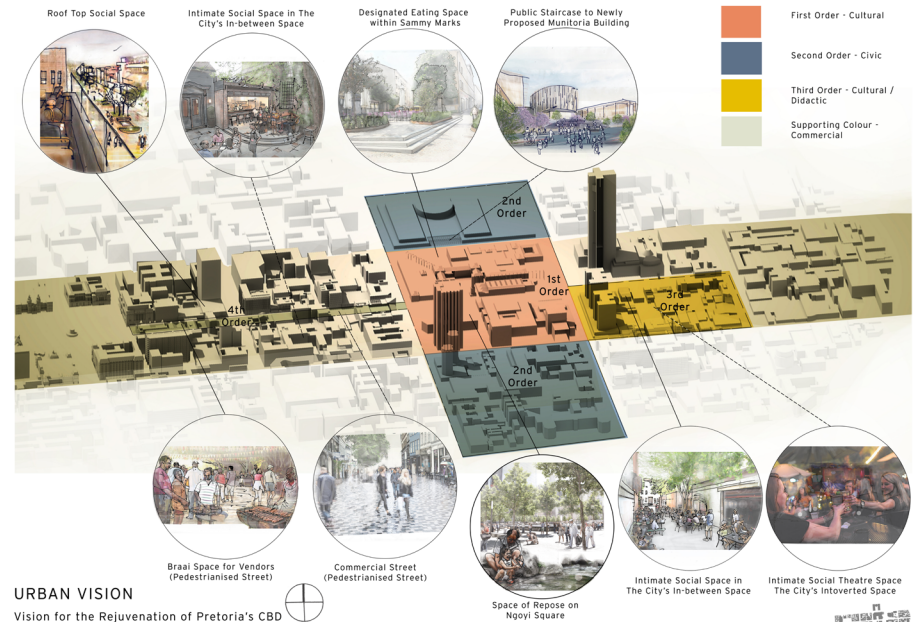 Roof Top Social Space
Intimate Social Space in The
City's In-between Space
Designated Eating Space
within Sammy Marks
Public Staircase to Newly
Proposed Munitoria Building
First Order - Cultural
Second Order - Civic
Third Order - Cultural /
Didactic
Supporting Colour -
Commercial
2nd
Order
1st
Order
3rd
Order
4th
Order
2nd
Order
Braai Space for Vendors
(Pedestrianised Street)
Commercial Street
(Pedestrianised Street)
Space of Repose on
Ngoyi Square
Intimate Social Space in
The City's In-between Space
Intimate Social Theatre Space
The City's Intoverted Space
URBAN VISION
Vision for the Rejuvenation of Pretoria's CBD